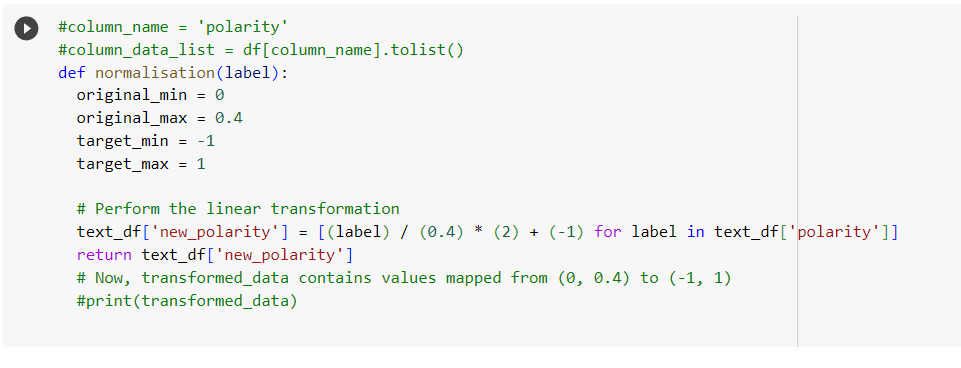 #column_name = 'polarity'
#column_data_list = df[column_name].tolist()
def normalisation(label):
  original_min = 0
  original_max = 0.4
  target_min = -1
  target_max = 1

  # Perform the linear transformation
  text_df['new_polarity'] = [(label) / (0.4) * (2) + (-1) for label in text_df['polarity']]
  return text_df['new_polarity']
  # Now, transformed_data contains values mapped from (0, 0.4) to (-1, 1)
  #print(transformed_data)